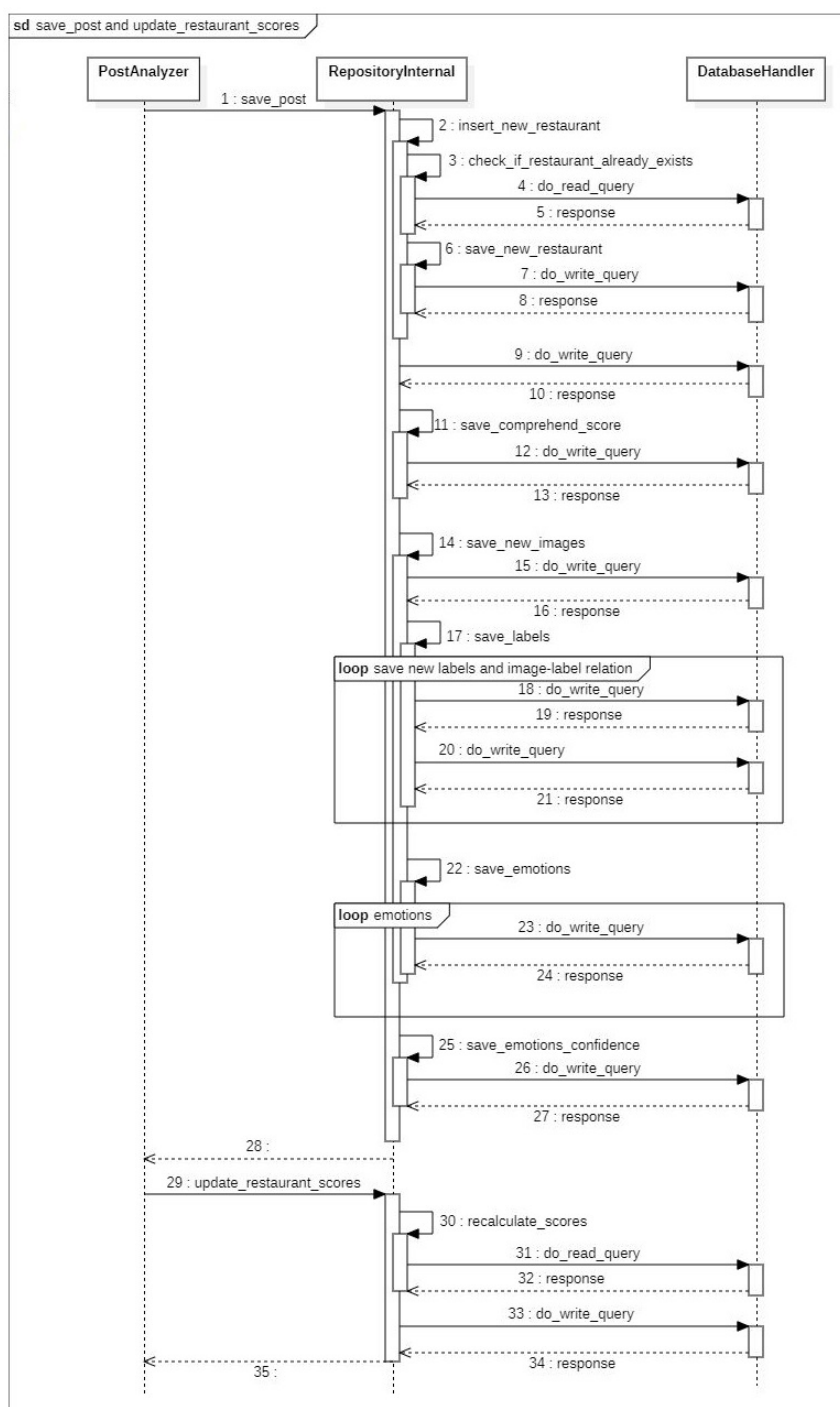 sd save_post and update_restaurant_scores
PostAnalyzer
RepositoryInternal
DatabaseHandler
1 : save_post
2 : insert_new_restaurant
3 : check_if_restaurant_already_exists
4 : do_read_query
5 : response
6 : save_new_restaurant
7 : do_write_query
8 : response
9 : do_write_query
10 : response
11 : save_comprehend_score
12 : do_write_query
13 : response
14 : save_new_images
15 : do_write_query
16 : response
17 : save_labels
loop save new labels and image-label relation
18 : do_write_query
19 : response
20 : do_write_query
21 : response
22 : save_emotions
loop emotions
23 : do_write_query
24 : response
25 : save_emotions_confidence
26 : do_write_query
27 : response
28 :
29 : update_restaurant_scores
30 : recalculate_scores
31 : do_read_query
32 : response
33 : do_write_query
34 : response
35 :